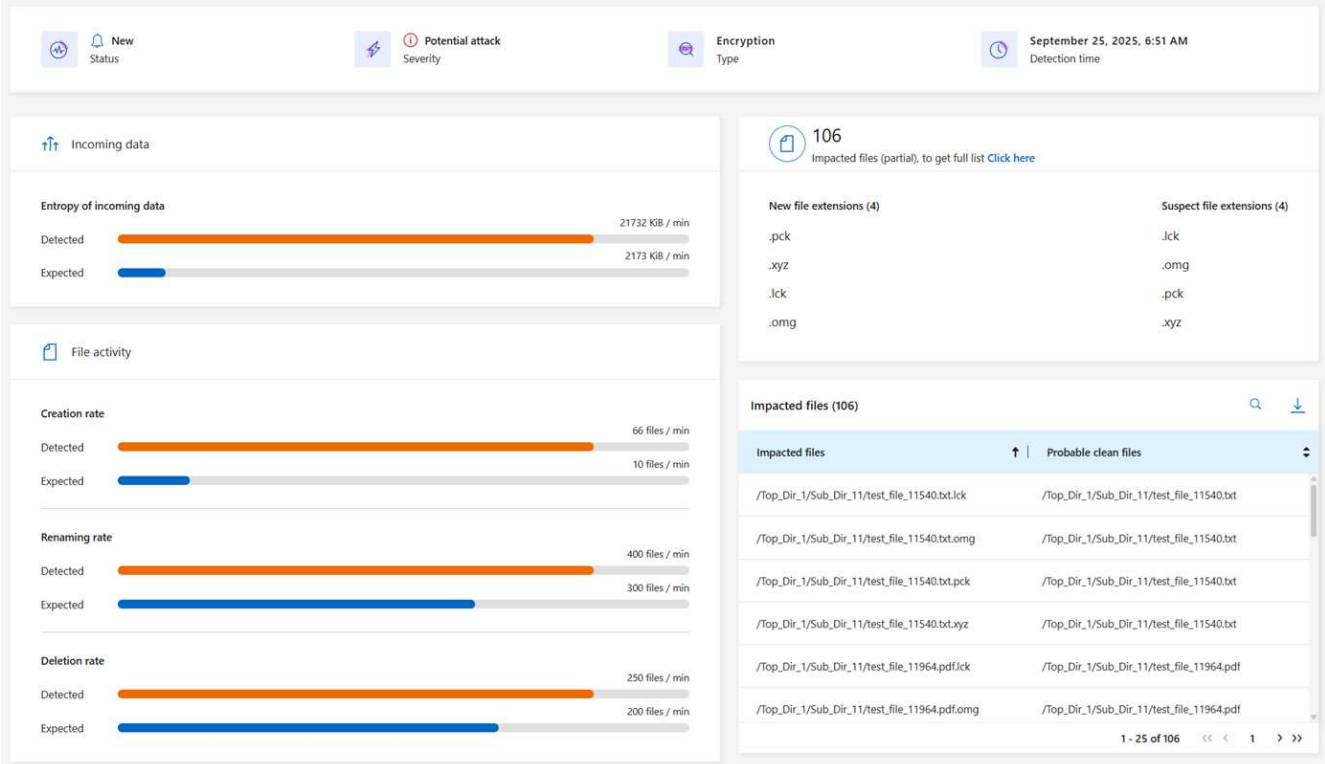 New
Status
Potential attack
Severity
Encryption
Type
September 25, 2025, 6:51 AM
Detection time
Incoming data
Entropy of incoming data
21732 KiB / min
Detected
2173 KiB / min
Expected
File activity
Creation rate
66 files / min
Detected
10 files / min
Expected
Renaming rate
400 files / min
Detected
300 files / min
Expected
Deletion rate
250 files / min
Detected
200 files / min
Expected
106
Impacted files (partial), to get full list Click here
New file extensions (4) Suspect file extensions (4)
.pck .lck
.xyz .omg
.lck .pck
.omg .xyz
Impacted files (106)
Impacted files Probable clean files
/Top_Dir_1/Sub_Dir_11/test_file_11540.txt.lck /Top_Dir_1/Sub_Dir_11/test_file_11540.txt
/Top_Dir_1/Sub_Dir_11/test_file_11540.txt.omg /Top_Dir_1/Sub_Dir_11/test_file_11540.txt
/Top_Dir_1/Sub_Dir_11/test_file_11540.txt.pck /Top_Dir_1/Sub_Dir_11/test_file_11540.txt
/Top_Dir_1/Sub_Dir_11/test_file_11540.txt.xyz /Top_Dir_1/Sub_Dir_11/test_file_11540.txt
/Top_Dir_1/Sub_Dir_11/test_file_11964.pdf.lck /Top_Dir_1/Sub_Dir_11/test_file_11964.pdf
/Top_Dir_1/Sub_Dir_11/test_file_11964.pdf.omg /Top_Dir_1/Sub_Dir_11/test_file_11964.pdf
1 - 25 of 106 << < 1 > >>